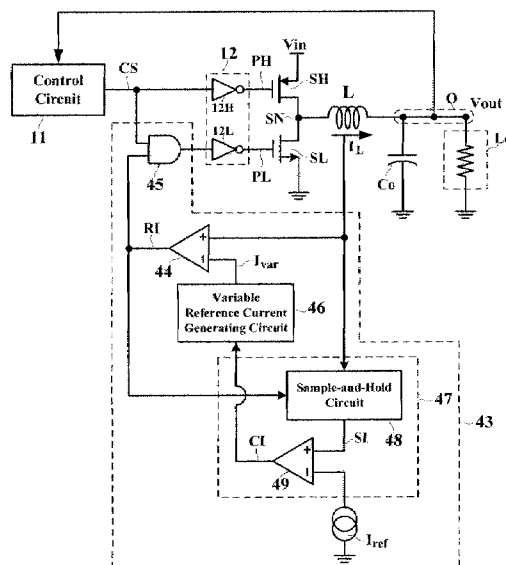 Vin
CS
12
PH
SH
Control
Circuit
12H
L
11
SN
O
Vout
12L
IL
45
PL
SL
Co
RI
44
Ivar
Variable
Reference Current
Generating Circuit
46
Sample-and-Hold
Circuit
47
43
48
CI
SI
49
Iref